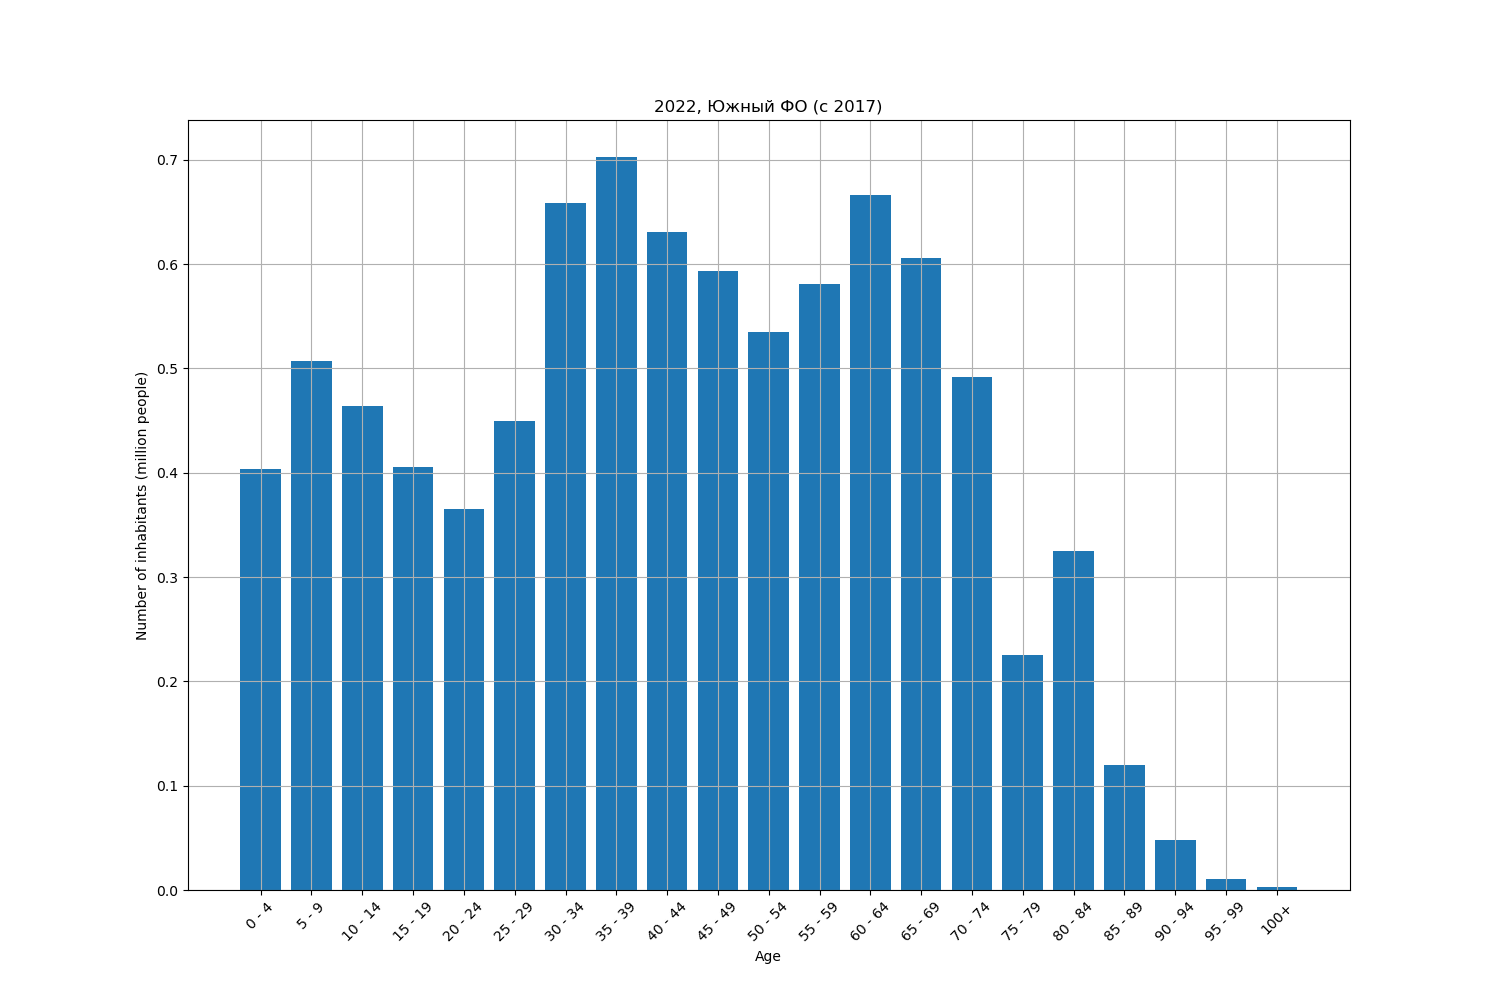 2022, Южный ФО (с 2017)
Number of inhabitants (million people)
0.7
0.6
0.5
0.4
0.3
0.2
0.1
0.0
0 - 4
5 - 9
10 - 14
15 - 19
20 - 24
25 - 29
30 - 34
35 - 39
40 - 44
45 - 49
50 - 54
55 - 59
60 - 64
65 - 69
70 - 74
75 - 79
80 - 84
85 - 89
90 - 94
95 - 99
100+
Age